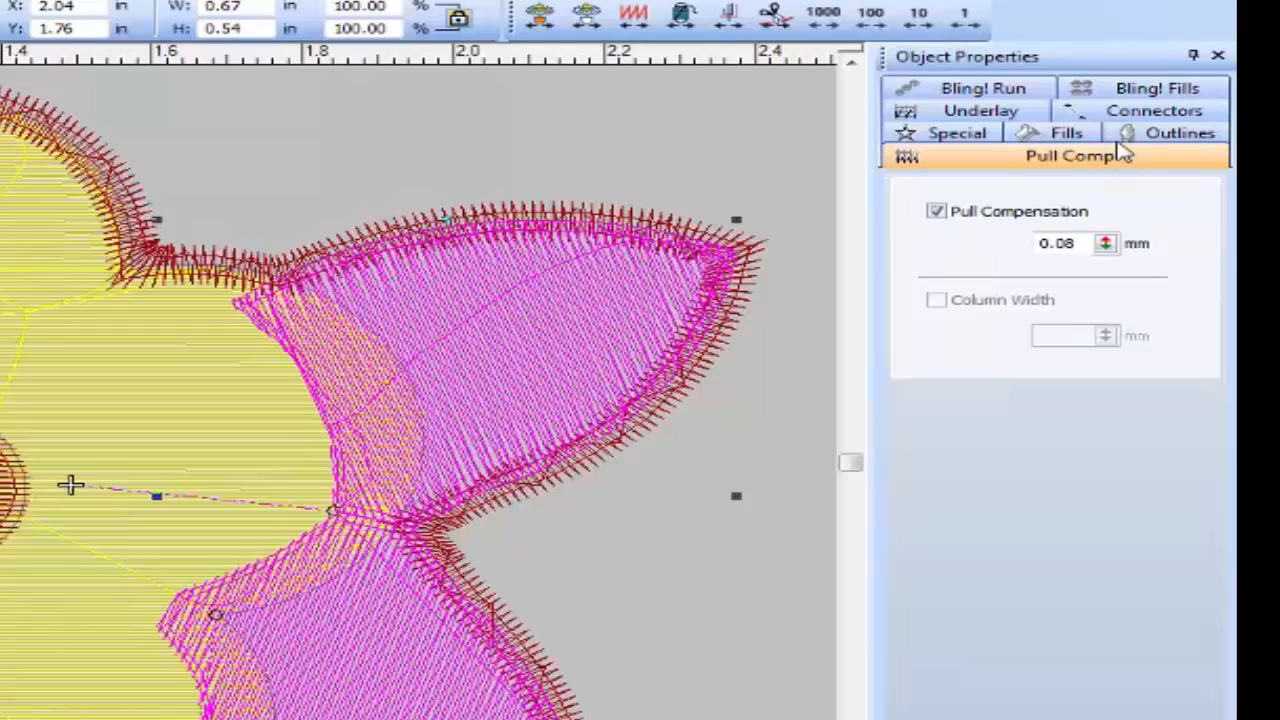 X: 2.04 in W: 0.67 in 100.00 %
Y: 1.76 in H: 0.54 in 100.00 %
1000 100 10 1
1.4 1.6 1.8 2.0 2.2 2.4
Object Properties
Bling! Run Bling! Fills
Underlay Connectors
Special Fills Outlines
Pull Comp
Pull Compensation
0.08 mm
Column Width
mm